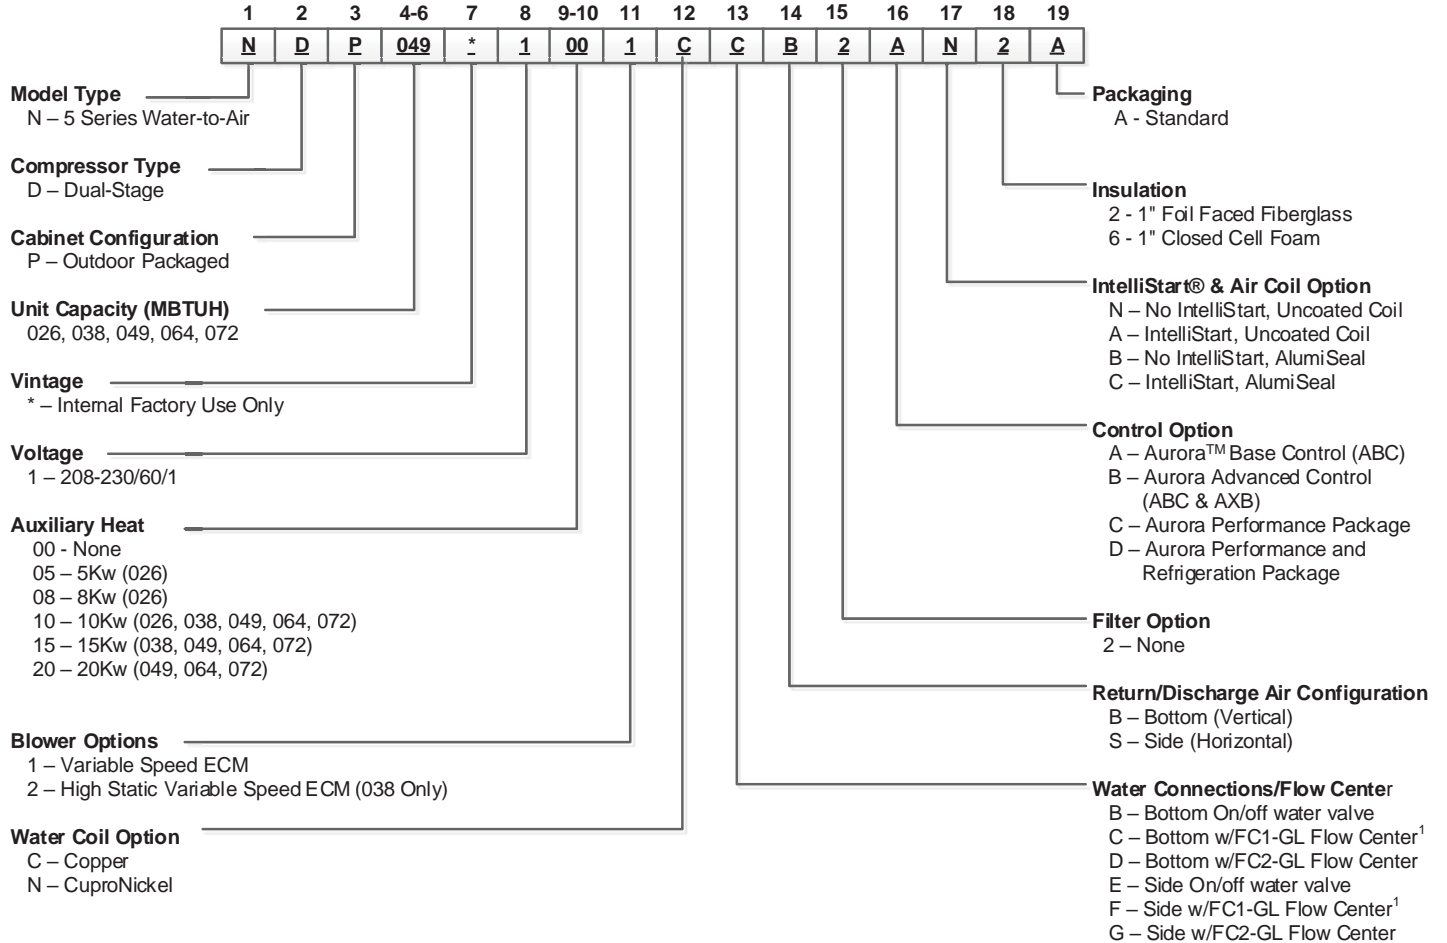 1 2 3 4-6 7 8 9-10 11 12 13 14 15 16 17 18 19
N D P 049 * 1 00 1 C C B 2 A N 2 A
Model Type
N – 5 Series Water-to-Air
Compressor Type
D – Dual-Stage
Cabinet Configuration
P – Outdoor Packaged
Unit Capacity (MBTUH)
026, 038, 049, 064, 072
Vintage
* – Internal Factory Use Only
Voltage
1 – 208-230/60/1
Auxiliary Heat
00 - None
05 – 5Kw (026)
08 – 8Kw (026)
10 – 10Kw (026, 038, 049, 064, 072)
15 – 15Kw (038, 049, 064, 072)
20 – 20Kw (049, 064, 072)
Blower Options
1 – Variable Speed ECM
2 – High Static Variable Speed ECM (038 Only)
Water Coil Option
C – Copper
N – CuproNickel
Packaging
A - Standard
Insulation
2 - 1" Foil Faced Fiberglass
6 - 1" Closed Cell Foam
IntelliStart® & Air Coil Option
N – No IntelliStart, Uncoated Coil
A – IntelliStart, Uncoated Coil
B – No IntelliStart, AlumiSeal
C – IntelliStart, AlumiSeal
Control Option
A – Aurora™ Base Control (ABC)
B – Aurora Advanced Control
(ABC & AXB)
C – Aurora Performance Package
D – Aurora Performance and
Refrigeration Package
Filter Option
2 – None
Return/Discharge Air Configuration
B – Bottom (Vertical)
S – Side (Horizontal)
Water Connections/Flow Center
B – Bottom On/off water valve
C – Bottom w/FC1-GL Flow Center¹
D – Bottom w/FC2-GL Flow Center
E – Side On/off water valve
F – Side w/FC1-GL Flow Center¹
G – Side w/FC2-GL Flow Center